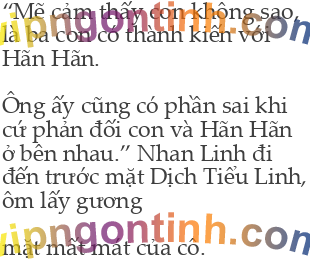 “Mẽ cảm thấy con không sao,
là ba con có thành kiến với
Hãn Hãn.
Ông ấy cũng có phần sai khi
cứ phản đối con và Hãn Hãn
ở bên nhau.” Nhan Linh đi
đến trước mặt Dịch Tiểu Linh,
ôm lấy gương
mặt mất mát của cô.
vipngontinh.com
vipngontinh.com